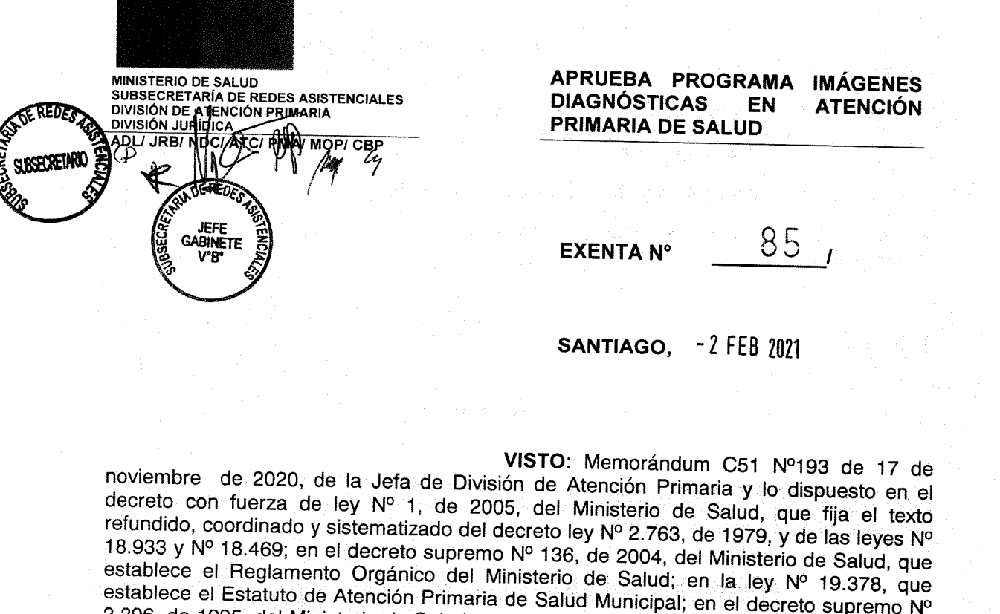 MINISTERIO DE SALUD
SUBSECRETARÍA DE REDES ASISTENCIALES
DIVISIÓN DE ATENCIÓN PRIMARIA
DIVISIÓN JURÍDICA
ADL/ JRB/ NDC/ ATC/ PMA/ MOP/ CBP
SUBSECRETARIA DE REDES ASISTENCIALES
SUBSECRETARIO
SUBSECRETARIA DE REDES ASISTENCIALES
JEFE
GABINETE
V°B°
APRUEBA PROGRAMA IMÁGENES
DIAGNÓSTICAS EN ATENCIÓN
PRIMARIA DE SALUD
EXENTA Nº 85 /
SANTIAGO, - 2 FEB 2021
VISTO: Memorándum C51 Nº193 de 17 de
noviembre de 2020, de la Jefa de División de Atención Primaria y lo dispuesto en el
decreto con fuerza de ley Nº 1, de 2005, del Ministerio de Salud, que fija el texto
refundido, coordinado y sistematizado del decreto ley Nº 2.763, de 1979, y de las leyes Nº
18.933 y Nº 18.469; en el decreto supremo Nº 136, de 2004, del Ministerio de Salud, que
establece el Reglamento Orgánico del Ministerio de Salud; en la ley Nº 19.378, que
establece el Estatuto de Atención Primaria de Salud Municipal; en el decreto supremo Nº